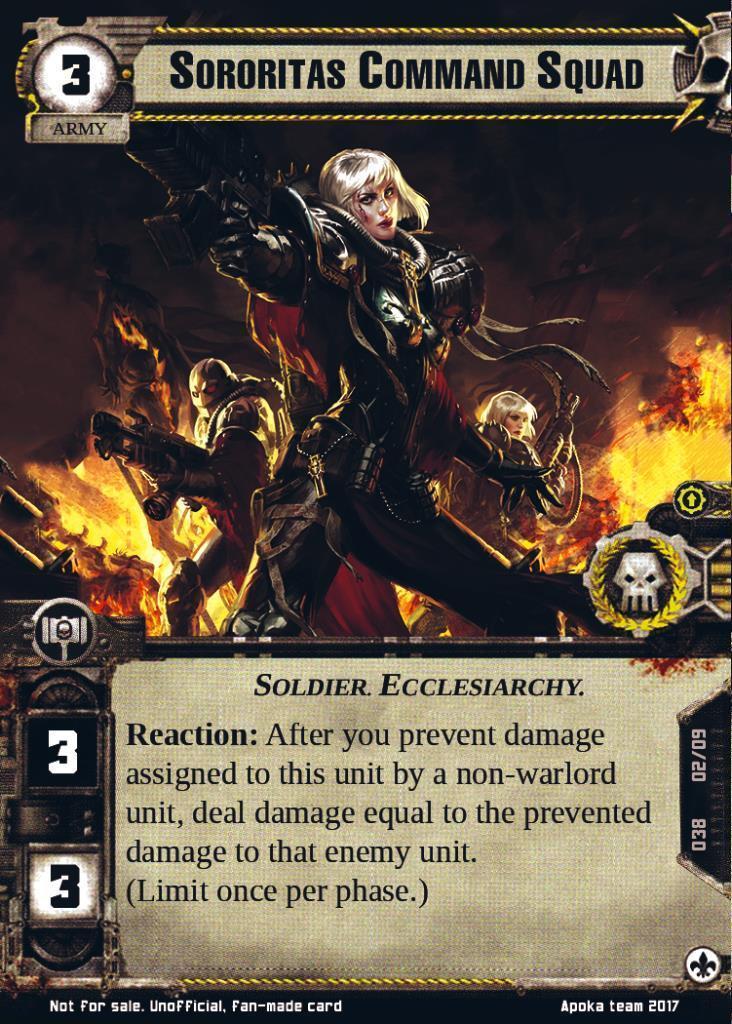 3
SORORITAS COMMAND SQUAD
ARMY
SOLDIER. ECCLESIARCHY.
3
Reaction: After you prevent damage
assigned to this unit by a non-warlord
unit, deal damage equal to the prevented
damage to that enemy unit.
(Limit once per phase.)
3
02/09
038
Not for sale. Unofficial, Fan-made card
Apoka team 2017